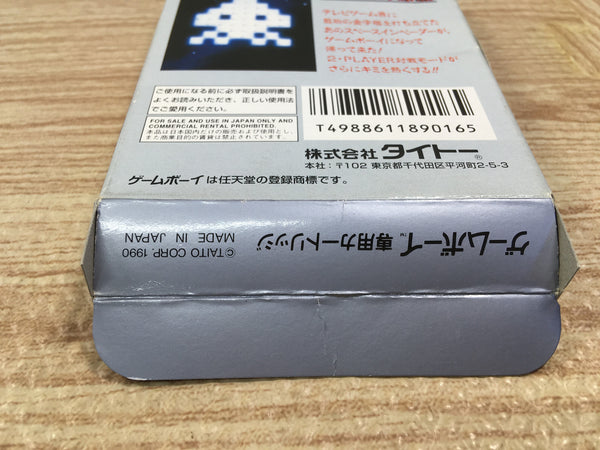 テレビゲーム界に
金字塔を打ち立てた
あのスペースインベーダーが、
ゲームボーイになって
帰って来た!
2-PLAYER対戦モードが
さらにキミを熱くする!!
ご使用になる前に必ず取扱説明書を
よくお読みいただき、正しい使用法
でご愛用ください。
FOR SALE AND USE IN JAPAN ONLY AND
COMMERCIAL RENTAL PROHIBITED.
本品は日本国内だけの販売および使用とし、
また商業目的の賃貸は禁止されています。
T4988611890165
株式会社 タイトー®
本社:〒102 東京都千代田区平河町2-5-3
ゲームボーイは任天堂の登録商標です。
ゲームボーイ™専用カートリッジ
©TAITO CORP. 1990
MADE IN JAPAN